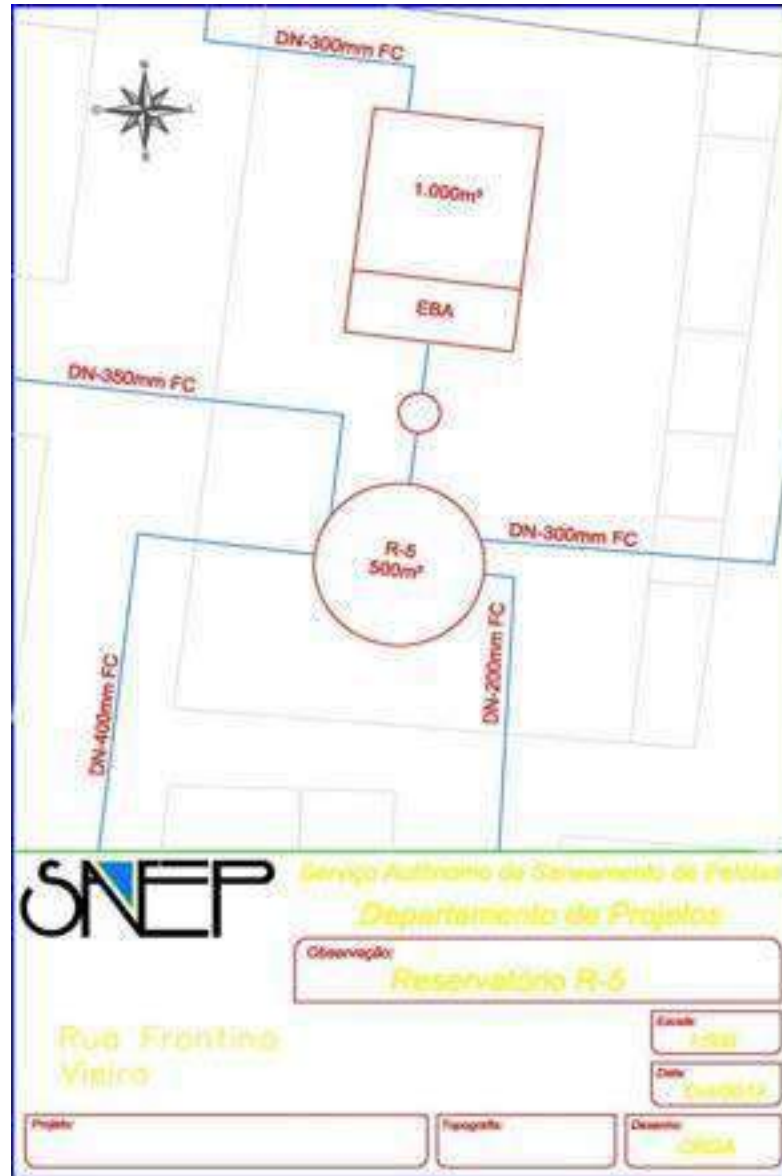 DN-300mm FC
N
1.000m³
EBA
DN-350mm FC
DN-300mm FC
R-5
500m³
DN-400mm FC
DN-200mm FC
SANEP
Serviço Autônomo de Saneamento de Pelotas
Departamento de Projetos
Observação:
Reservatório R-5
Rua Frontino
Vieira
Escala:
Data:
Projeto:
Topografia:
Desenho: